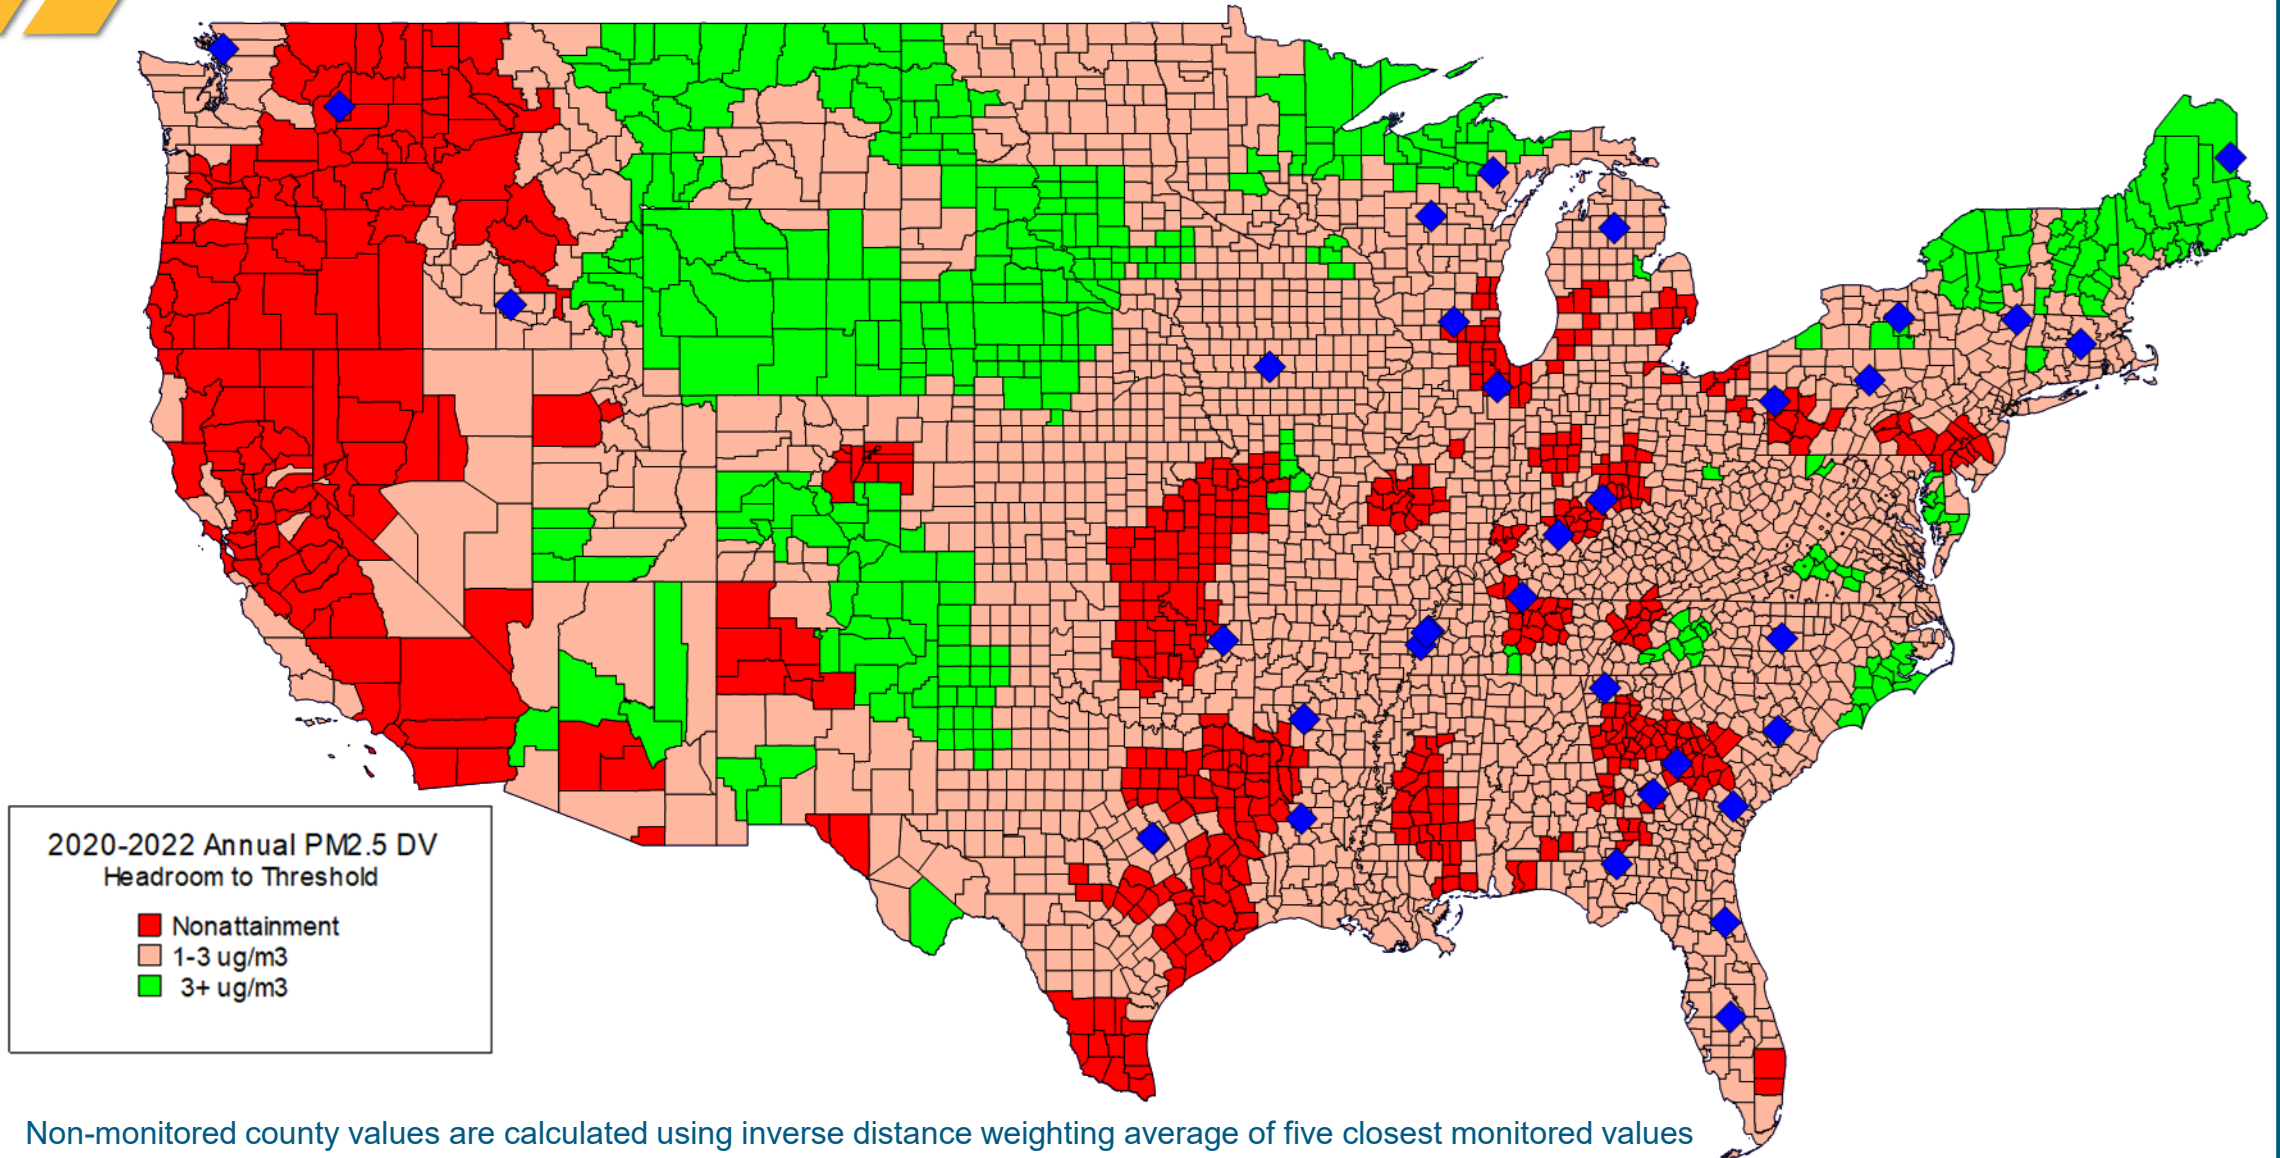 2020-2022 Annual PM2.5 DV
Headroom to Threshold
Nonattainment
1-3 ug/m3
3+ ug/m3
Non-monitored county values are calculated using inverse distance weighting average of five closest monitored values